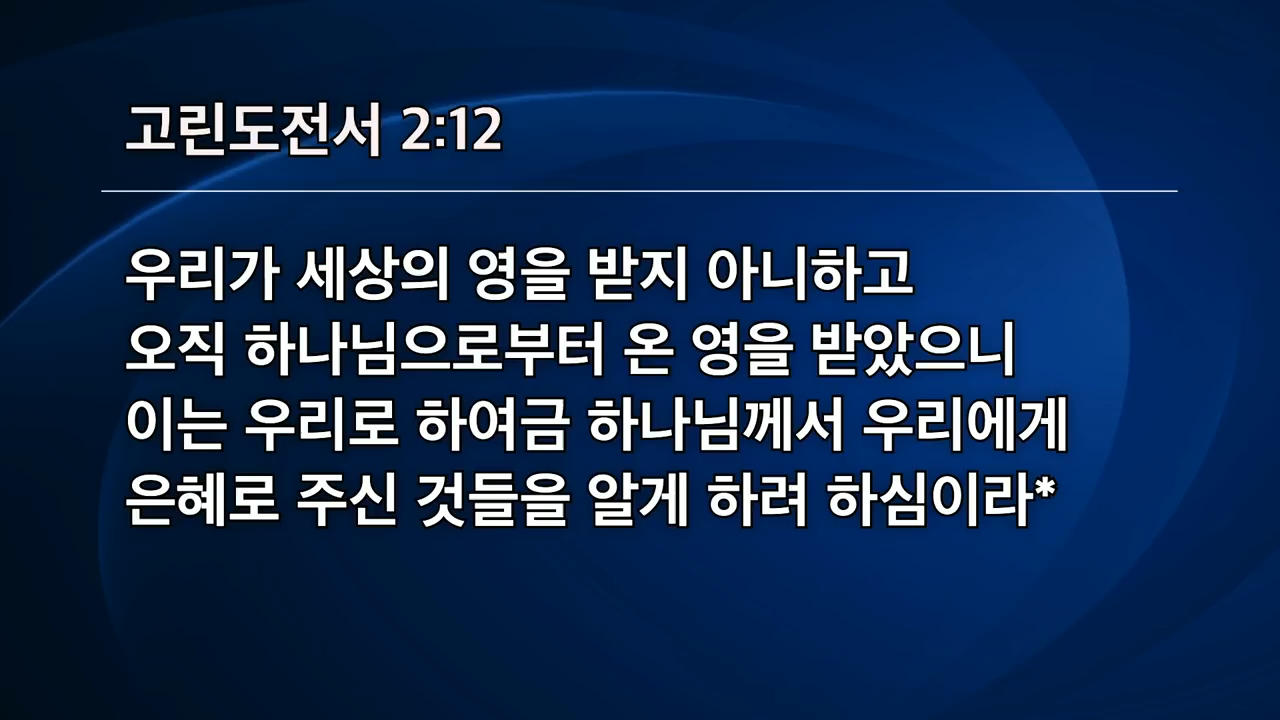 고린도전서 2:12
우리가 세상의 영을 받지 아니하고
오직 하나님으로부터 온 영을 받았으니
이는 우리로 하여금 하나님께서 우리에게
은혜로 주신 것들을 알게 하려 하심이라*